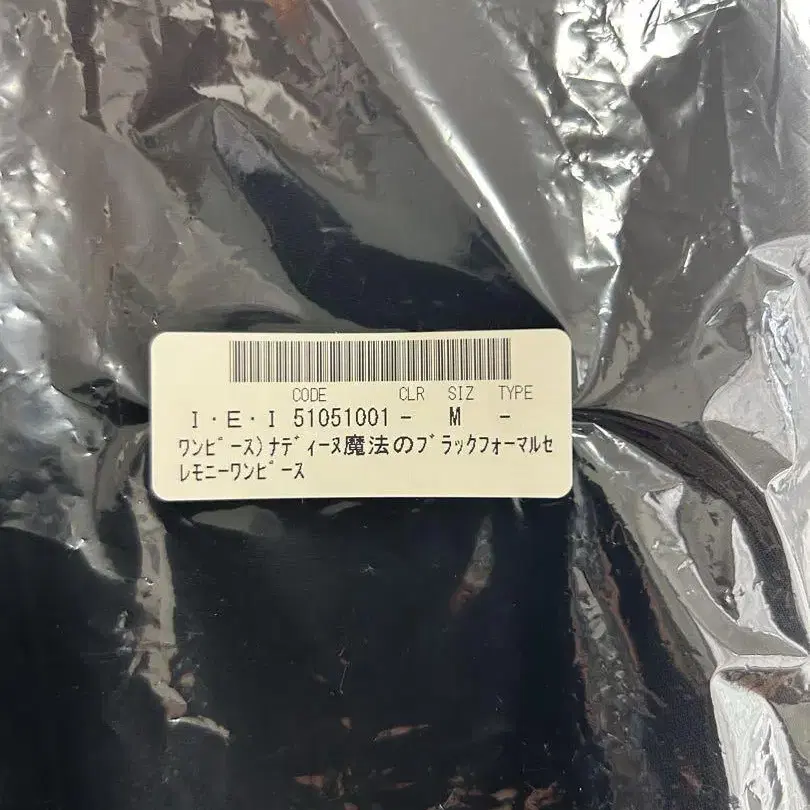 CODE CLR SIZ TYPE
I・E・I 51051001 - M -
ワンピース)ナディーヌ魔法のブラックフォーマルセ
レモニーワンピース